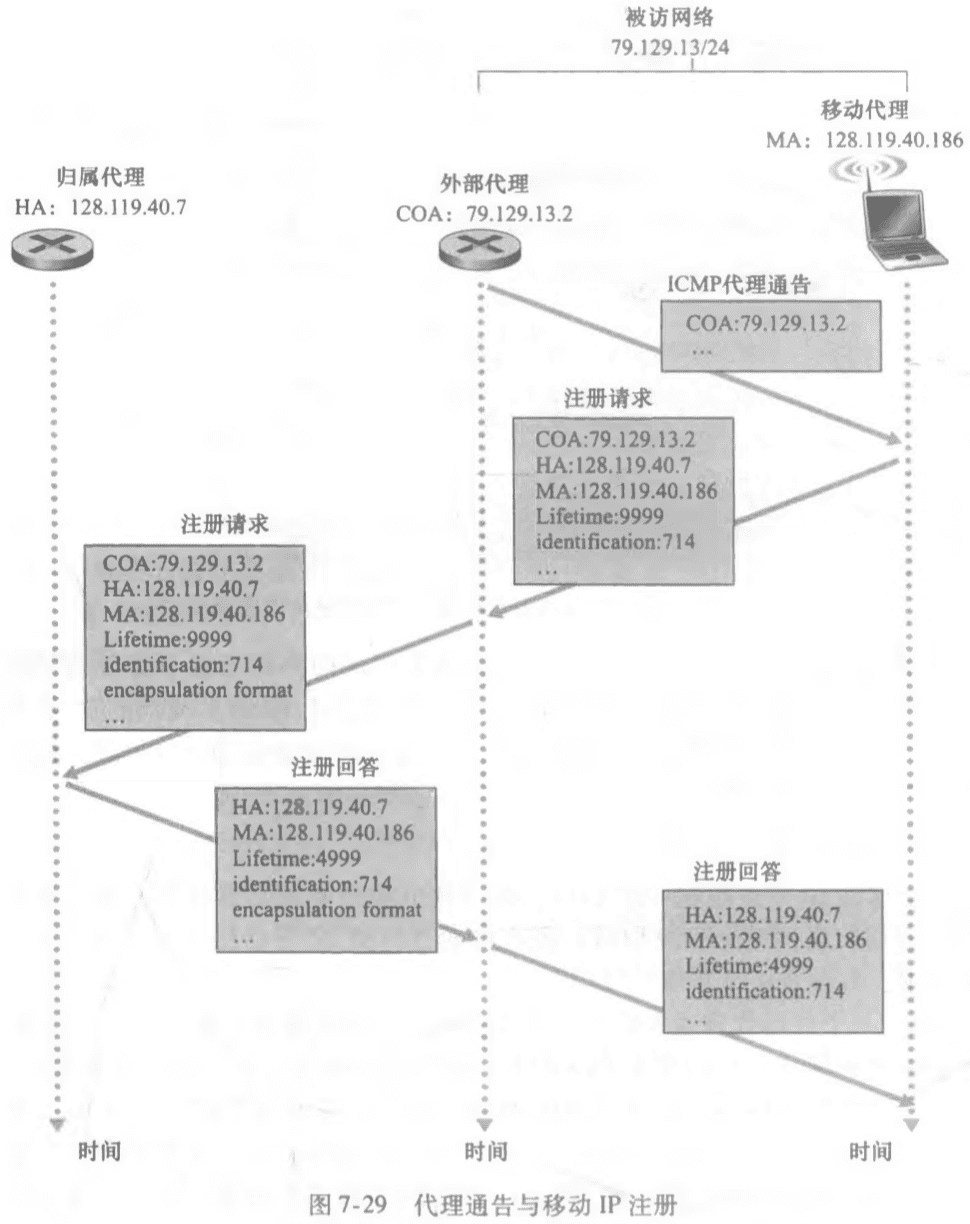 被访网络
79.129.13/24
移动代理
MA：128.119.40.186
归属代理
HA：128.119.40.7
外部代理
COA：79.129.13.2
ICMP代理通告
COA:79.129.13.2
…
注册请求
COA:79.129.13.2
HA:128.119.40.7
MA:128.119.40.186
Lifetime:9999
identification:714
…
注册请求
COA:79.129.13.2
HA:128.119.40.7
MA:128.119.40.186
Lifetime:9999
identification:714
encapsulation format
…
注册回答
HA:128.119.40.7
MA:128.119.40.186
Lifetime:4999
identification:714
encapsulation format
…
注册回答
HA:128.119.40.7
MA:128.119.40.186
Lifetime:4999
identification:714
…
时间
时间
时间
图 7-29 代理通告与移动 IP 注册